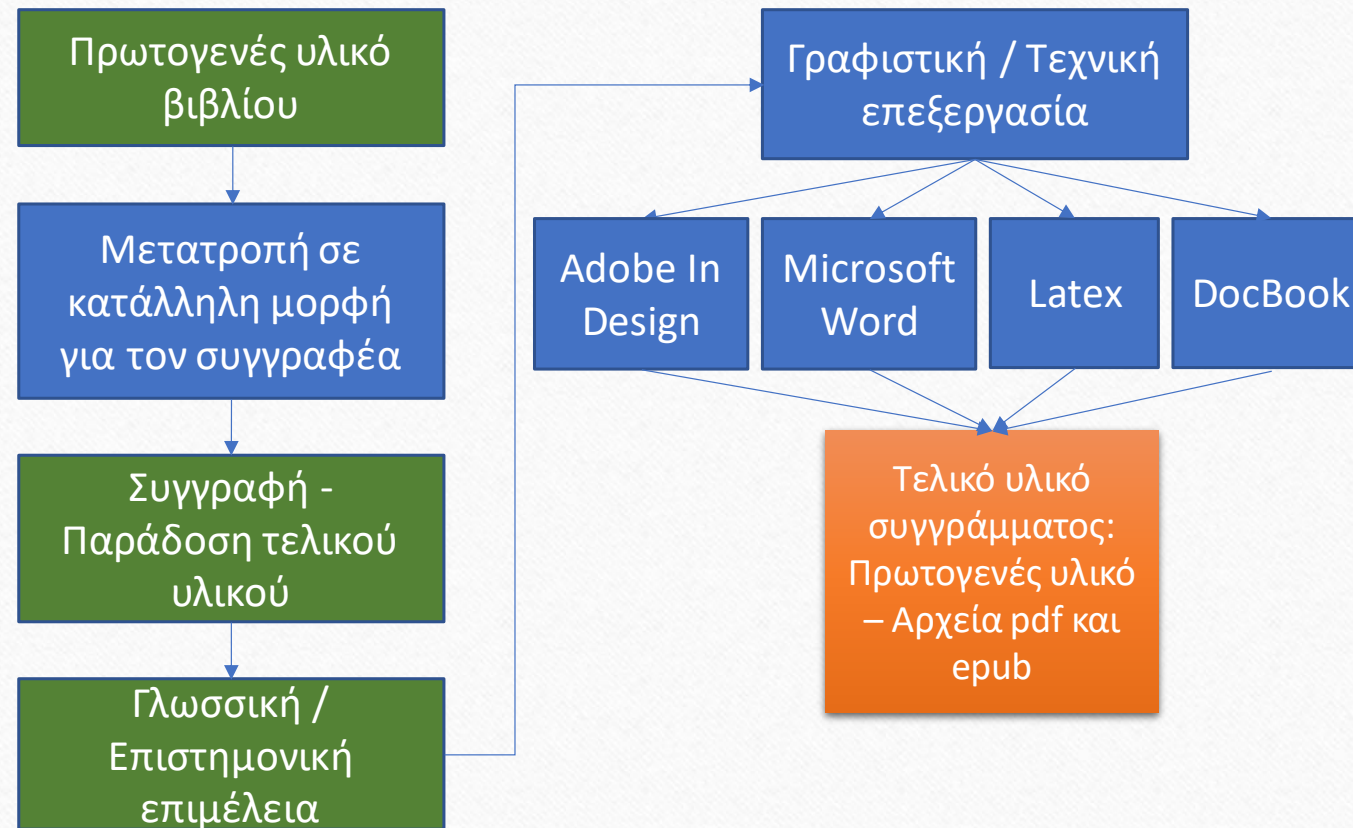 Πρωτογενές υλικό
βιβλίου
Μετατροπή σε
κατάλληλη μορφή
για τον συγγραφέα
Συγγραφή -
Παράδοση τελικού
υλικού
Γλωσσική /
Επιστημονική
επιμέλεια
Γραφιστική / Τεχνική
επεξεργασία
Adobe In
Design
Microsoft
Word
Latex
DocBook
Τελικό υλικό
συγγράμματος:
Πρωτογενές υλικό
– Αρχεία pdf και
epub